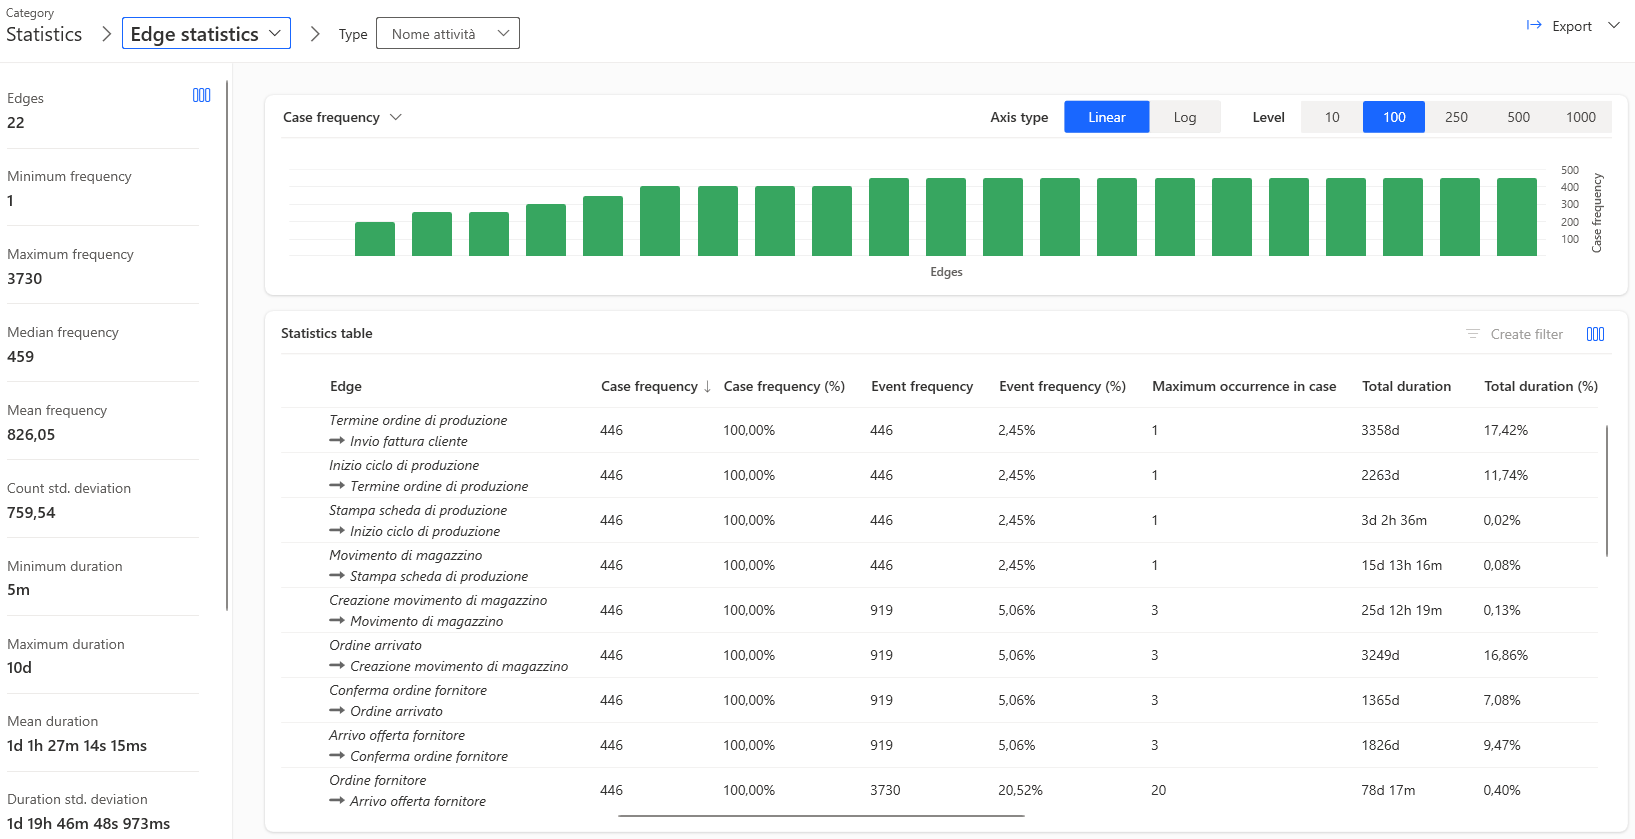 Category
Statistics
Edge statistics
Type
Nome attività
Export
Edges
22
Minimum frequency
1
Maximum frequency
3730
Median frequency
459
Mean frequency
826,05
Count std. deviation
759,54
Minimum duration
5m
Maximum duration
10d
Mean duration
1d 1h 27m 14s 15ms
Duration std. deviation
1d 19h 46m 48s 973ms
Case frequency
Axis type Linear Log Level 10 100 250 500 1000
500
400
300
200
100
Case frequency
Edges
Statistics table
Create filter
Edge Case frequency ↓ Case frequency (%) Event frequency Event frequency (%) Maximum occurrence in case Total duration Total duration (%)
Termine ordine di produzione
→ Invio fattura cliente
446 100,00% 446 2,45% 1 3358d 17,42%
Inizio ciclo di produzione
→ Termine ordine di produzione
446 100,00% 446 2,45% 1 2263d 11,74%
Stampa scheda di produzione
→ Inizio ciclo di produzione
446 100,00% 446 2,45% 1 3d 2h 36m 0,02%
Movimento di magazzino
→ Stampa scheda di produzione
446 100,00% 446 2,45% 1 15d 13h 16m 0,08%
Creazione movimento di magazzino
→ Movimento di magazzino
446 100,00% 919 5,06% 3 25d 12h 19m 0,13%
Ordine arrivato
→ Creazione movimento di magazzino
446 100,00% 919 5,06% 3 3249d 16,86%
Conferma ordine fornitore
→ Ordine arrivato
446 100,00% 919 5,06% 3 1365d 7,08%
Arrivo offerta fornitore
→ Conferma ordine fornitore
446 100,00% 919 5,06% 3 1826d 9,47%
Ordine fornitore
→ Arrivo offerta fornitore
446 100,00% 3730 20,52% 20 78d 17m 0,40%